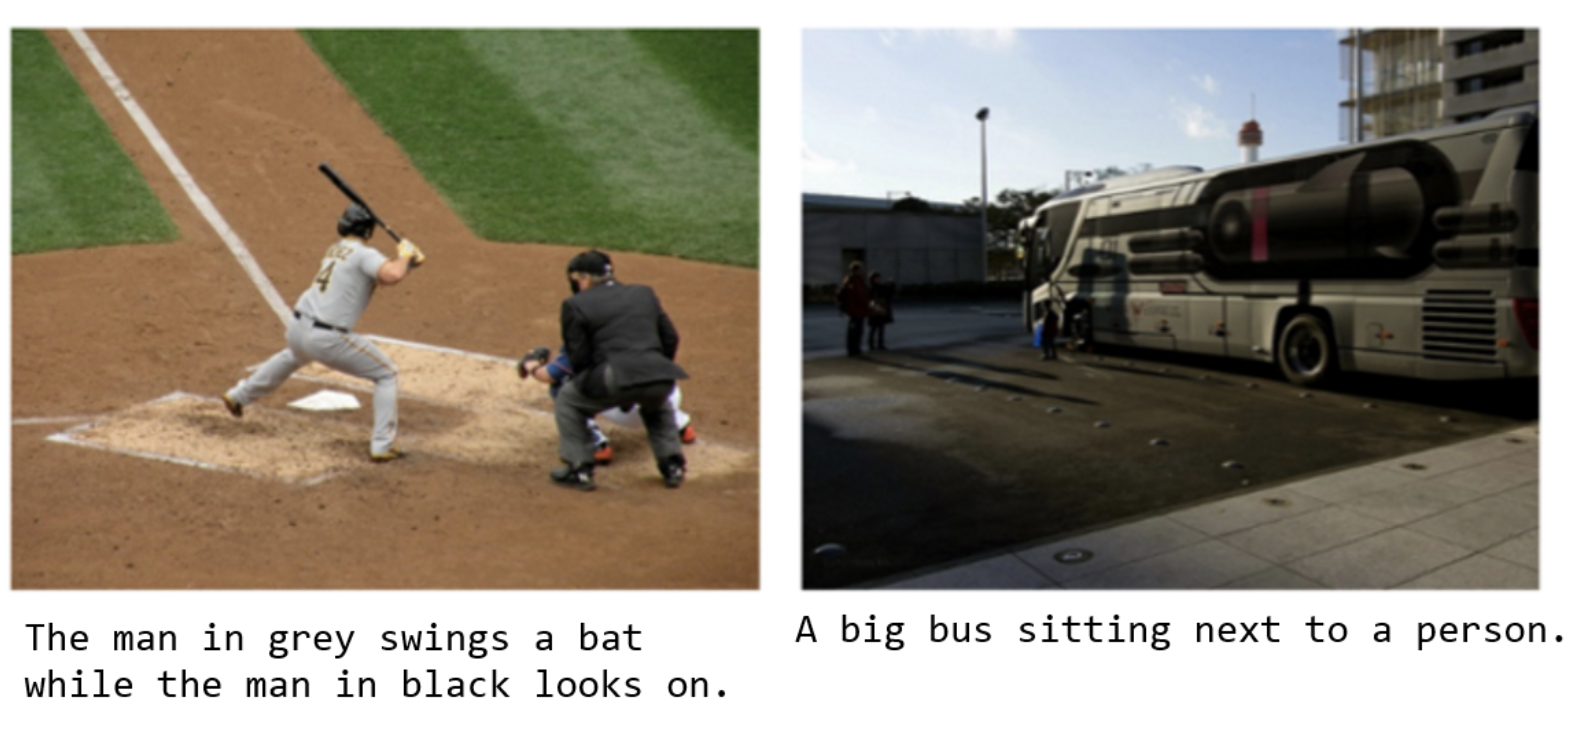 4
The man in grey swings a bat
while the man in black looks on.
A big bus sitting next to a person.